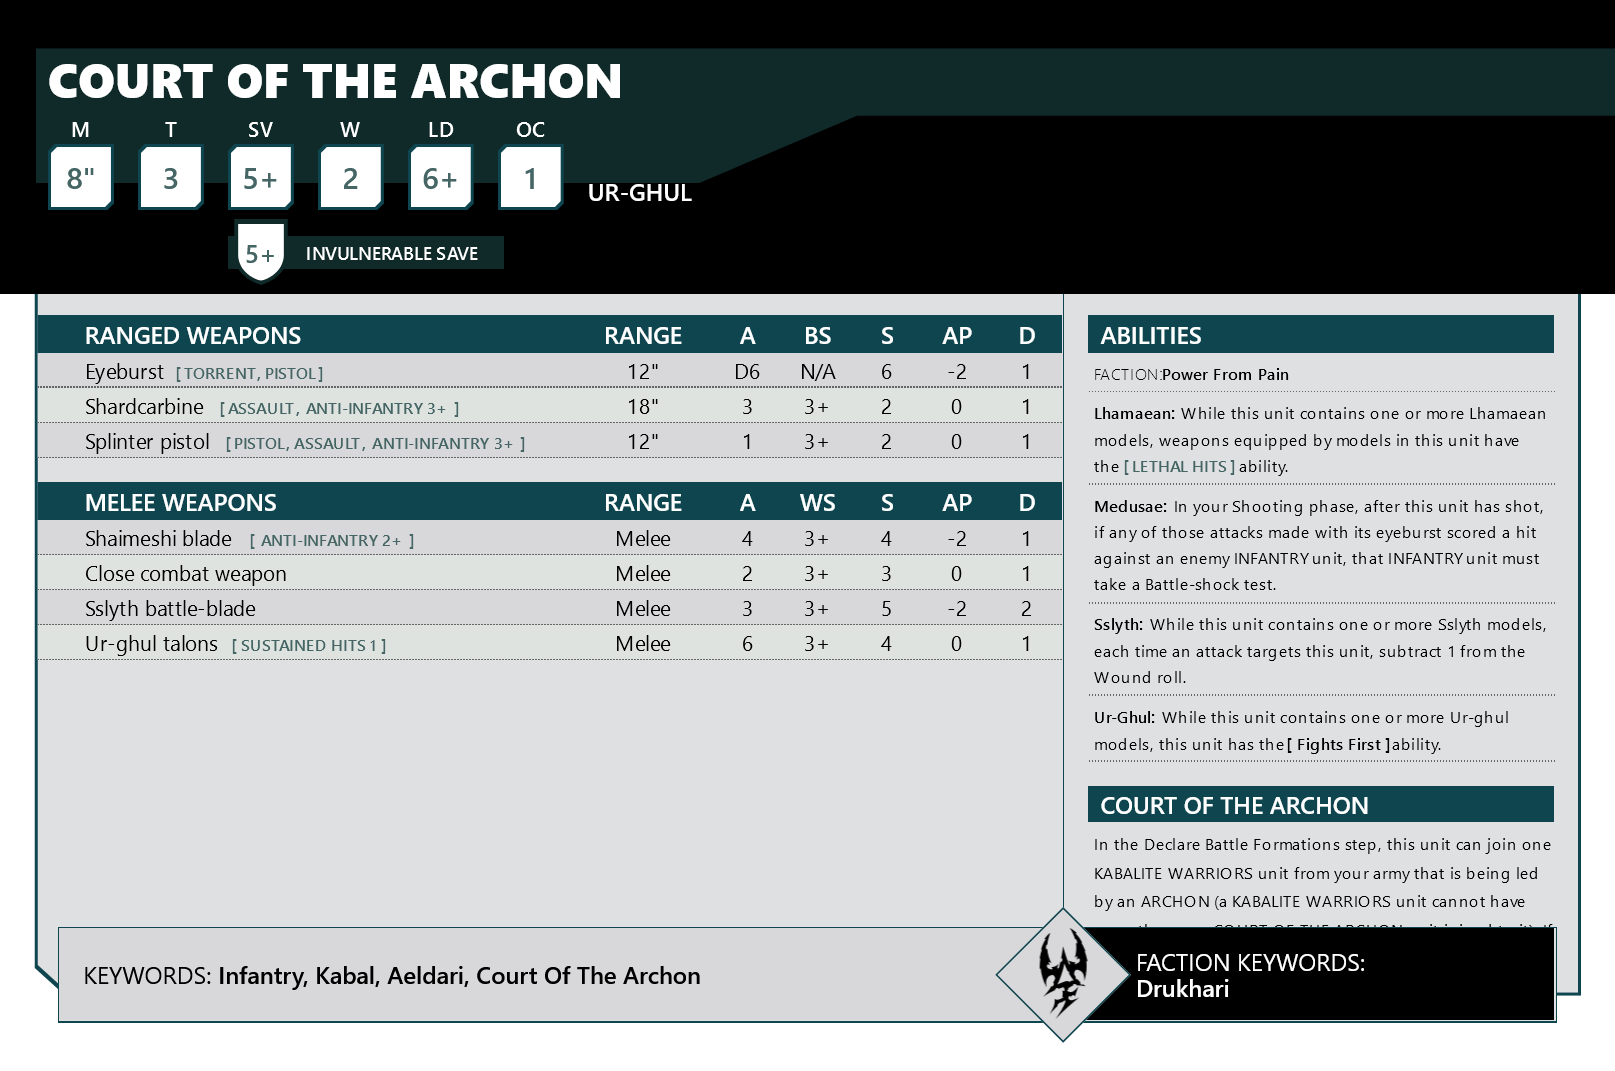 COURT OF THE ARCHON
M T SV W LD OC
8" 3 5+ 2 6+ 1 UR-GHUL
5+ INVULNERABLE SAVE
RANGED WEAPONS RANGE A BS S AP D
Eyeburst [ TORRENT, PISTOL ] 12" D6 N/A 6 -2 1
Shardcarbine [ ASSAULT, ANTI-INFANTRY 3+ ] 18" 3 3+ 2 0 1
Splinter pistol [ PISTOL, ASSAULT, ANTI-INFANTRY 3+ ] 12" 1 3+ 2 0 1
MELEE WEAPONS RANGE A WS S AP D
Shaimeshi blade [ ANTI-INFANTRY 2+ ] Melee 4 3+ 4 -2 1
Close combat weapon Melee 2 3+ 3 0 1
Sslyth battle-blade Melee 3 3+ 5 -2 2
Ur-ghul talons [ SUSTAINED HITS 1 ] Melee 6 3+ 4 0 1
ABILITIES
FACTION: Power From Pain
Lhamaean: While this unit contains one or more Lhamaean
models, weapons equipped by models in this unit have
the [ LETHAL HITS ] ability.
Medusae: In your Shooting phase, after this unit has shot,
if any of those attacks made with its eyeburst scored a hit
against an enemy INFANTRY unit, that INFANTRY unit must
take a Battle-shock test.
Sslyth: While this unit contains one or more Sslyth models,
each time an attack targets this unit, subtract 1 from the
Wound roll.
Ur-Ghul: While this unit contains one or more Ur-ghul
models, this unit has the [ Fights First ] ability.
COURT OF THE ARCHON
In the Declare Battle Formations step, this unit can join one
KABALITE WARRIORS unit from your army that is being led
by an ARCHON (a KABALITE WARRIORS unit cannot have
KEYWORDS: Infantry, Kabal, Aeldari, Court Of The Archon
FACTION KEYWORDS:
Drukhari